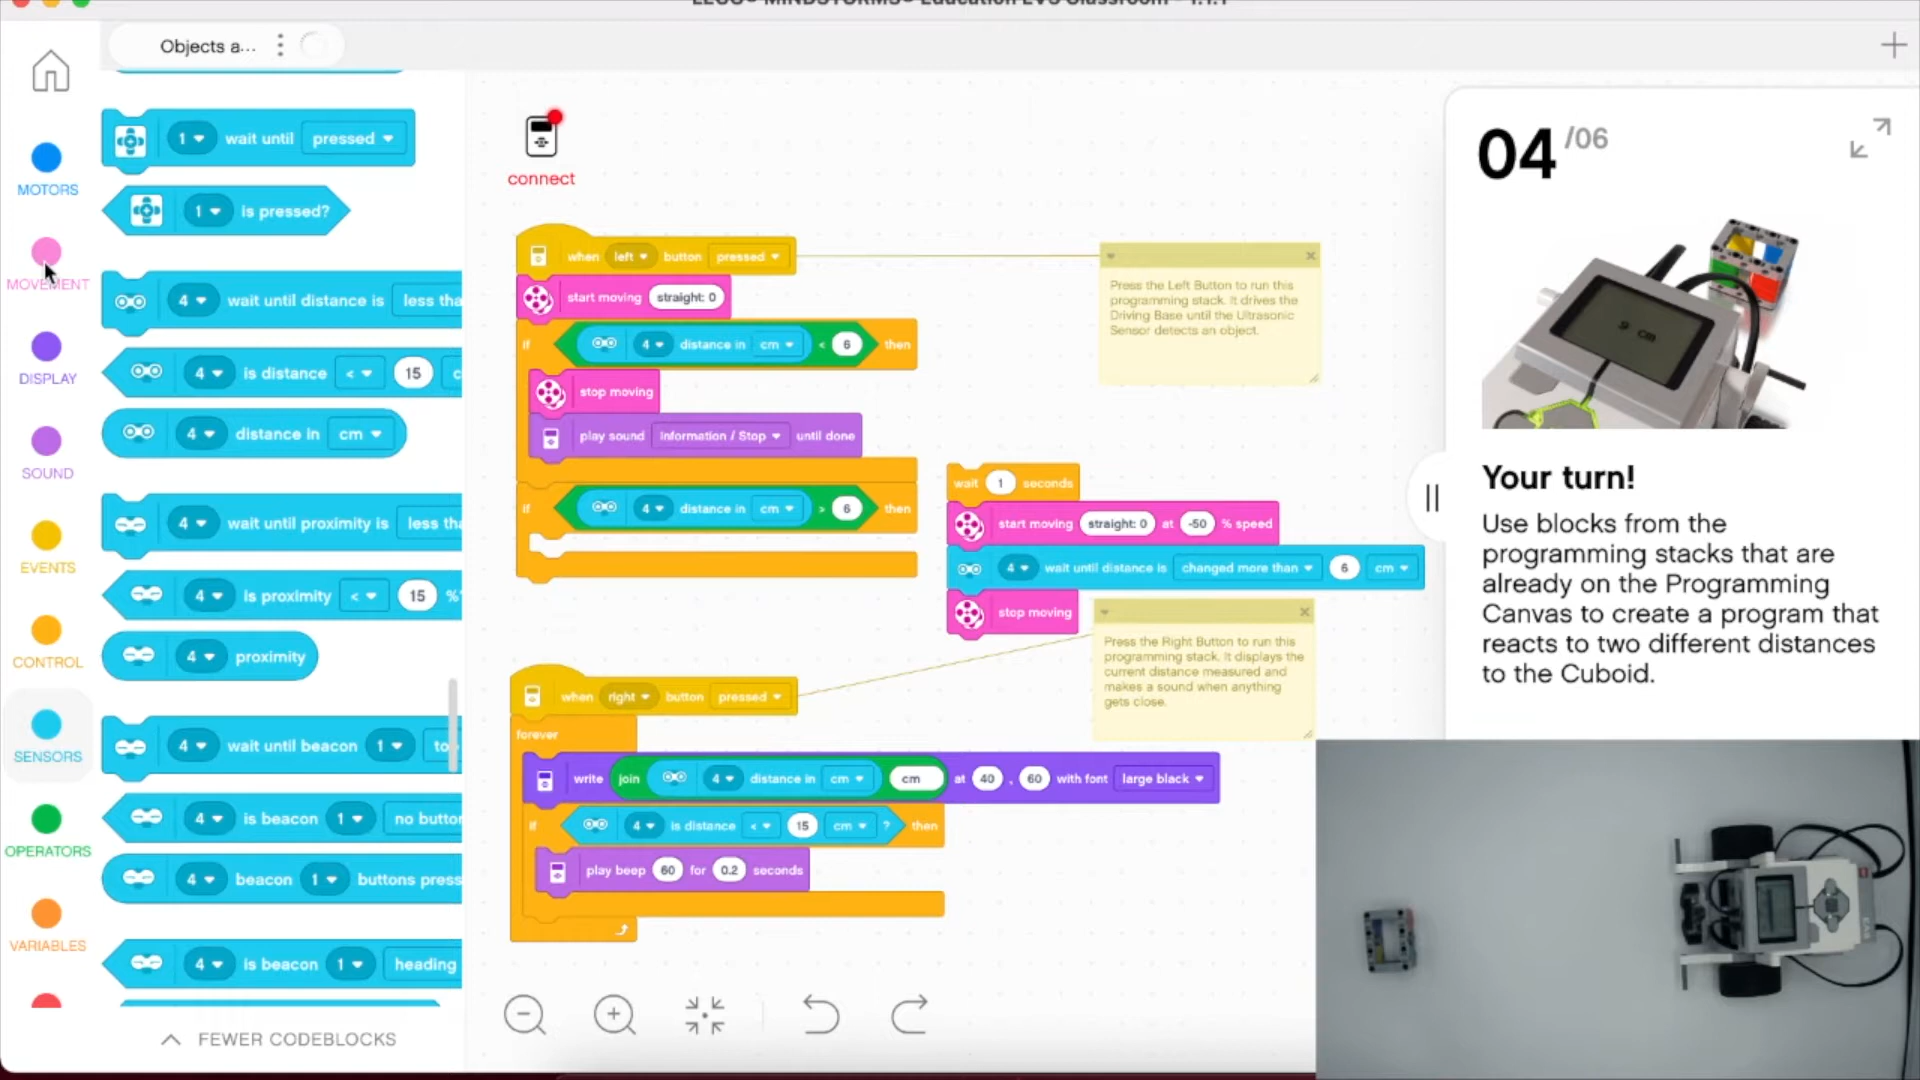 LEGO® MINDSTORMS® Education EV3 Classroom - 1.1.1
Objects a...
MOTORS
MOVEMENT
DISPLAY
SOUND
EVENTS
CONTROL
SENSORS
OPERATORS
VARIABLES
1 wait until pressed
1 is pressed?
4 wait until distance is less tha
4 is distance < 15 c
4 distance in cm
4 wait until proximity is less tha
4 is proximity < 15 %
4 proximity
4 wait until beacon 1 to
4 is beacon 1 no button
4 beacon 1 buttons press
4 is beacon 1 heading
FEWER CODEBLOCKS
connect
when left button pressed
start moving straight: 0
if 4 distance in cm < 6 then
stop moving
play sound Information / Stop until done
if 4 distance in cm > 6 then
Press the Left Button to run this
programming stack. It drives the
Driving Base until the Ultrasonic
Sensor detects an object.
wait 1 seconds
start moving straight: 0 at -50 % speed
4 wait until distance is changed more than 6 cm
stop moving
Press the Right Button to run this
programming stack. It displays the
current distance measured and
makes a sound when anything
gets close.
when right button pressed
forever
write join 4 distance in cm cm at 40 , 60 with font large black
if 4 is distance < 15 cm ? then
play beep 60 for 0.2 seconds
04 /06
9 cm
Your turn!
Use blocks from the
programming stacks that are
already on the Programming
Canvas to create a program that
reacts to two different distances
to the Cuboid.